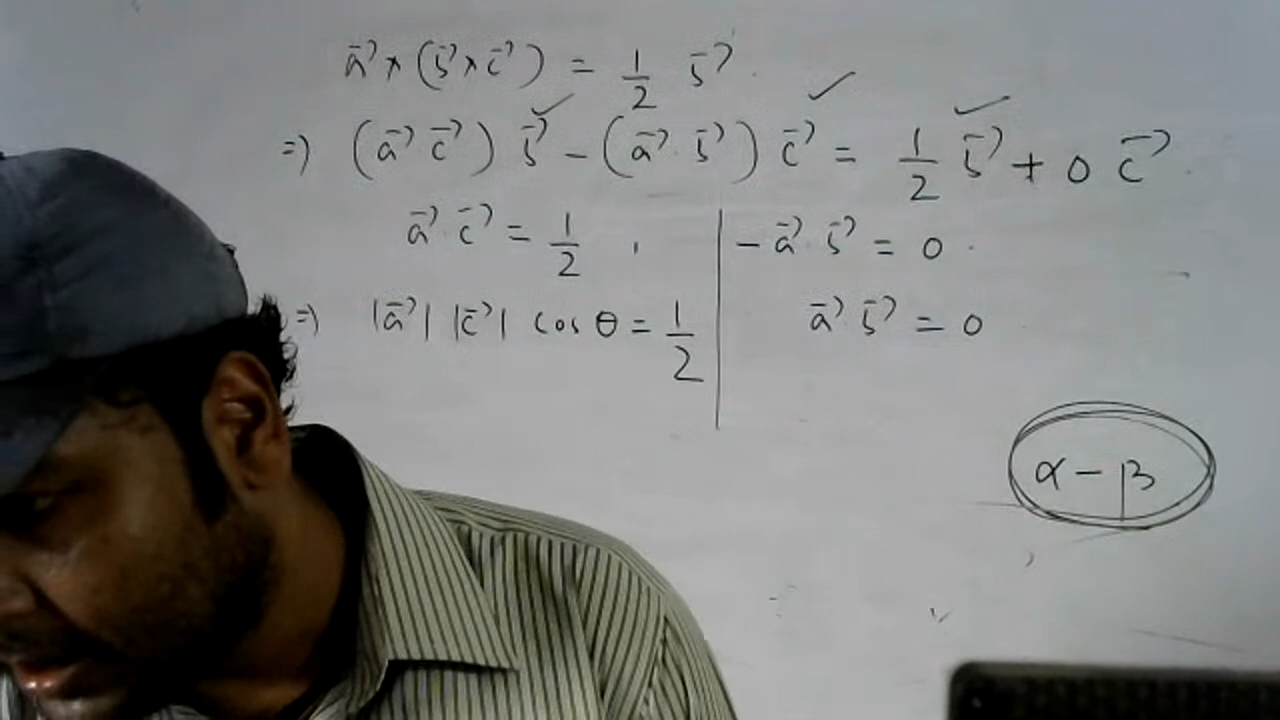 a⃗ × (b⃗ × c⃗) = 1/2 b⃗
⇒) (a⃗ c⃗) b⃗ − (a⃗ · b⃗) c⃗ = 1/2 b⃗ + 0 c⃗
a⃗ · c⃗ = 1/2 , − a⃗ · b⃗ = 0
⇒) |a⃗| |c⃗| cos θ = 1/2 a⃗ · b⃗ = 0
α − β